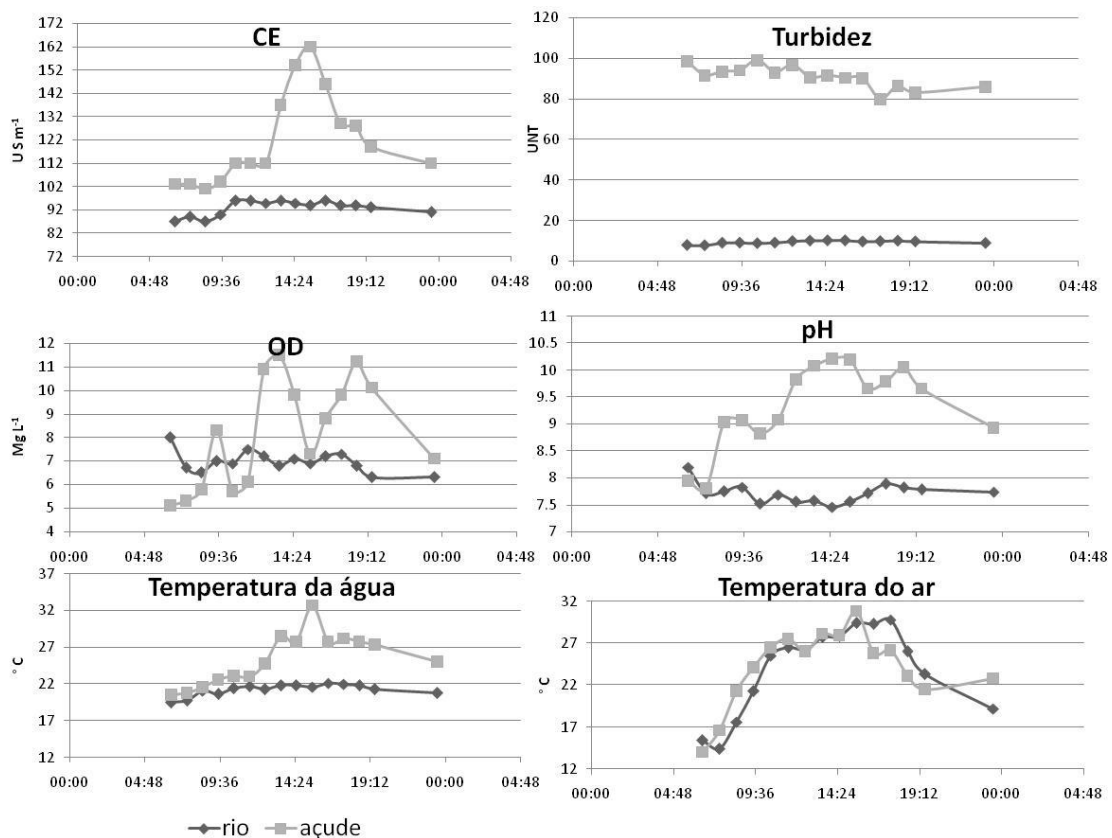 CE
U S m⁻¹
172
162
152
142
132
122
112
102
92
82
72
00:00 04:48 09:36 14:24 19:12 00:00 04:48
Turbidez
UNT
120
100
80
60
40
20
0
00:00 04:48 09:36 14:24 19:12 00:00 04:48
OD
Mg L⁻¹
12
11
10
9
8
7
6
5
4
00:00 04:48 09:36 14:24 19:12 00:00 04:48
pH
11
10.5
10
9.5
9
8.5
8
7.5
7
00:00 04:48 09:36 14:24 19:12 00:00 04:48
Temperatura da água
° C
37
32
27
22
17
12
00:00 04:48 09:36 14:24 19:12 00:00 04:48
Temperatura do ar
° C
32
27
22
17
12
00:00 04:48 09:36 14:24 19:12 00:00 04:48
rio açude